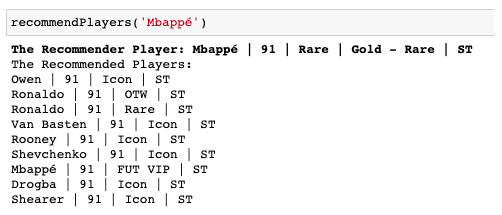 recommendPlayers('Mbappé')
The Recommender Player: Mbappé | 91 | Rare | Gold - Rare | ST
The Recommended Players:
Owen | 91 | Icon | ST
Ronaldo | 91 | OTW | ST
Ronaldo | 91 | Rare | ST
Van Basten | 91 | Icon | ST
Rooney | 91 | Icon | ST
Shevchenko | 91 | Icon | ST
Mbappé | 91 | FUT VIP | ST
Drogba | 91 | Icon | ST
Shearer | 91 | Icon | ST